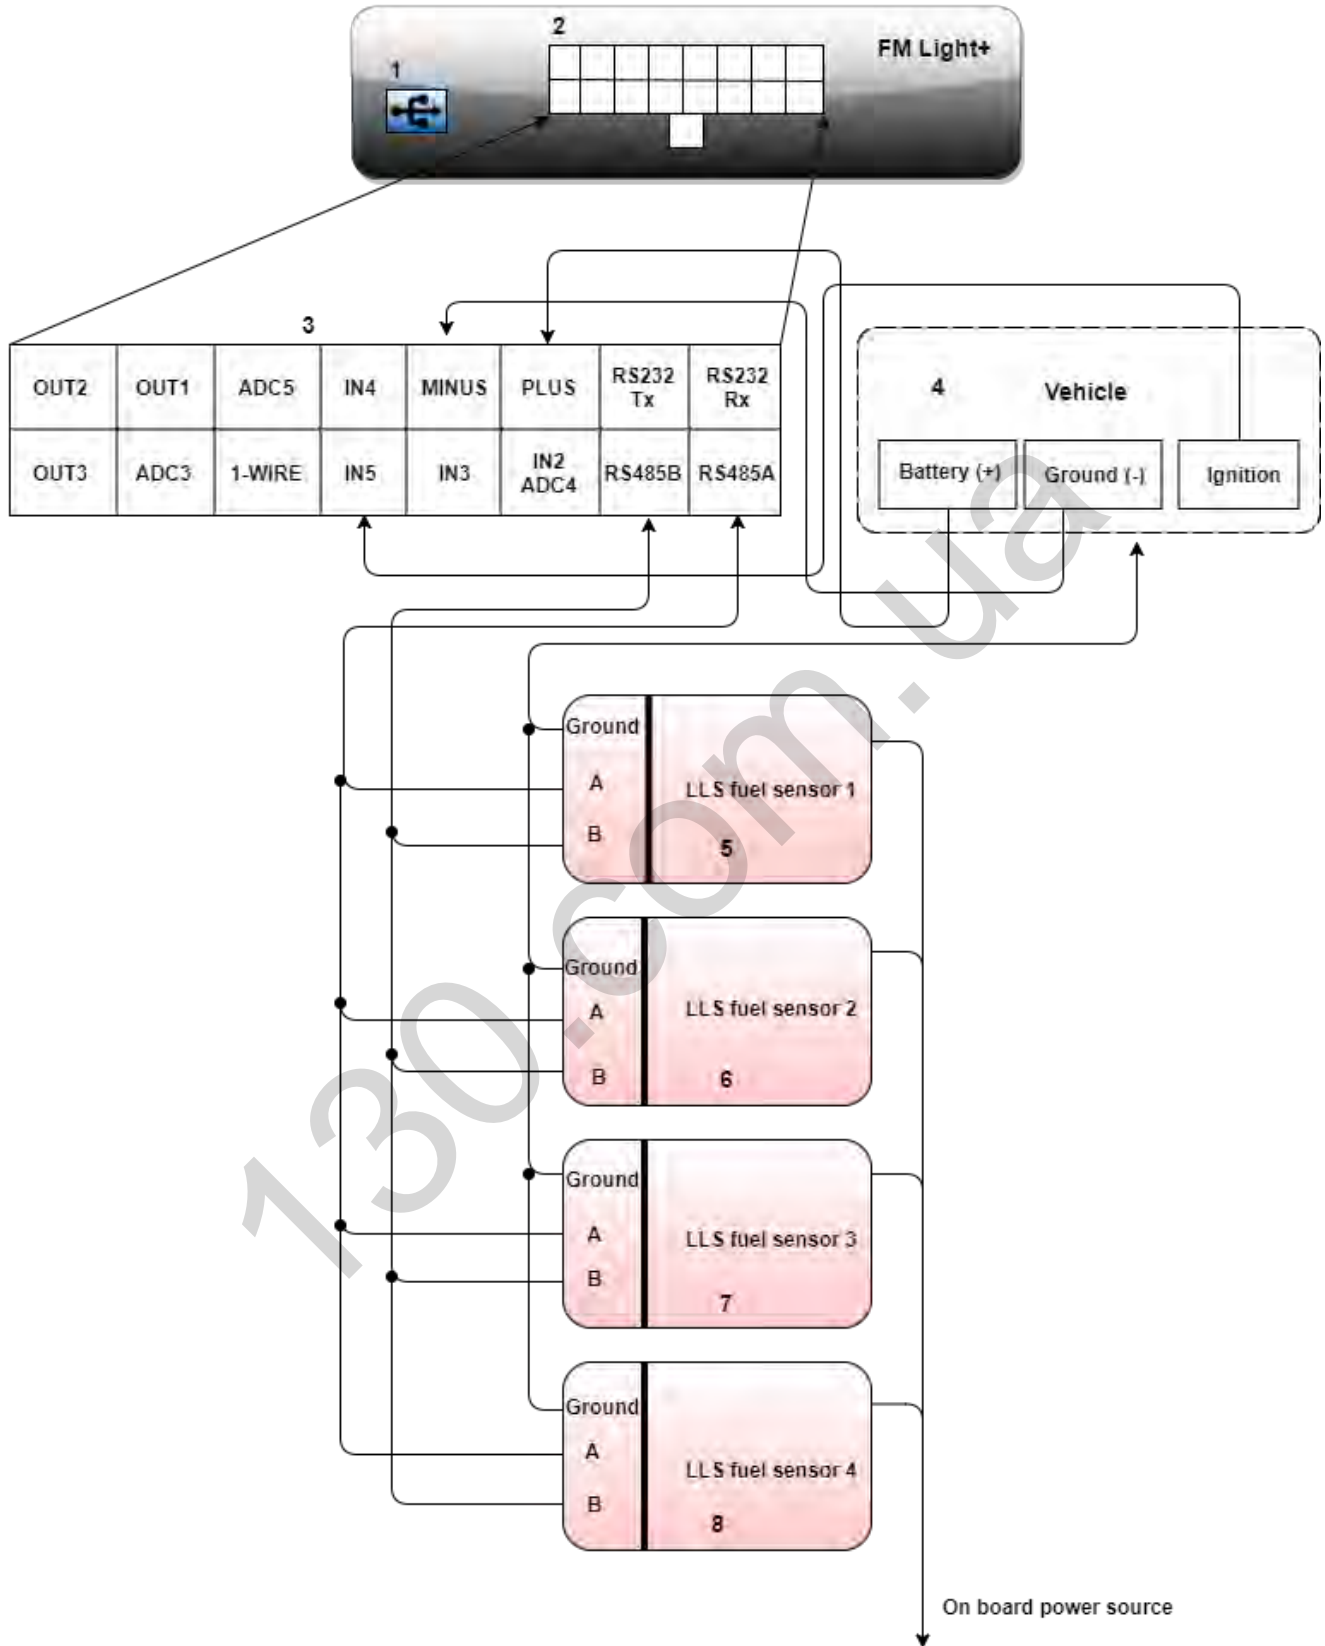 2
FM Light+
1
3
OUT2 OUT1 ADC5 IN4 MINUS PLUS RS232 Tx RS232 Rx
OUT3 ADC3 1-WIRE IN5 IN3 IN2 ADC4 RS485B RS485A
4 Vehicle
Battery (+) Ground (-) Ignition
Ground
A
B
LLS fuel sensor 1
5
Ground
A
B
LLS fuel sensor 2
6
Ground
A
B
LLS fuel sensor 3
7
Ground
A
B
LLS fuel sensor 4
8
On board power source
130.com.ua